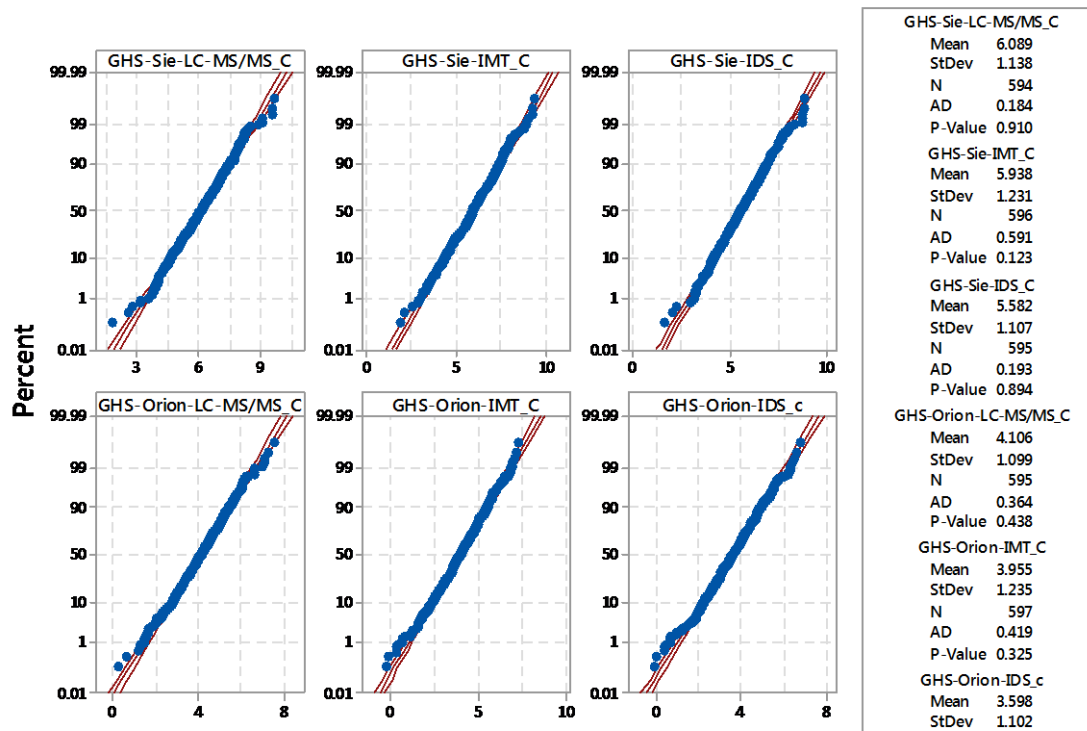 GHS-Sie-LC-MS/MS_C
GHS-Sie-IMT_C
GHS-Sie-IDS_C
99.99
99
90
50
10
1
0.01
3 6 9
0 5 10
0 5 10
Percent
GHS-Orion-LC-MS/MS_C
GHS-Orion-IMT_C
GHS-Orion-IDS_c
99.99
99
90
50
10
1
0.01
0 4 8
0 5 10
0 4 8
GHS-Sie-LC-MS/MS_C
Mean 6.089
StDev 1.138
N 594
AD 0.184
P-Value 0.910
GHS-Sie-IMT_C
Mean 5.938
StDev 1.231
N 596
AD 0.591
P-Value 0.123
GHS-Sie-IDS_C
Mean 5.582
StDev 1.107
N 595
AD 0.193
P-Value 0.894
GHS-Orion-LC-MS/MS_C
Mean 4.106
StDev 1.099
N 595
AD 0.364
P-Value 0.438
GHS-Orion-IMT_C
Mean 3.955
StDev 1.235
N 597
AD 0.419
P-Value 0.325
GHS-Orion-IDS_c
Mean 3.598
StDev 1.102